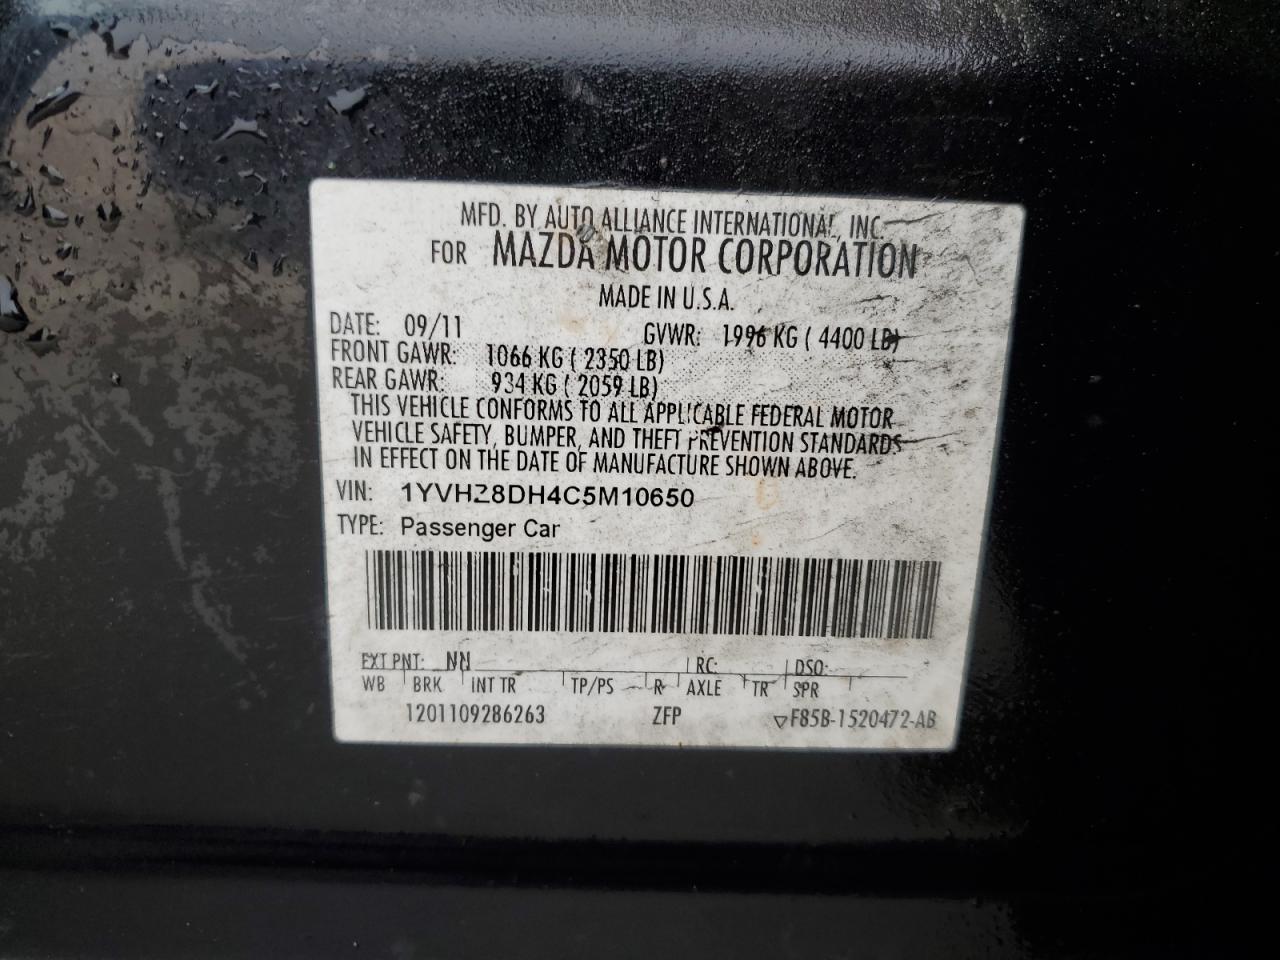 MFD. BY AUTO ALLIANCE INTERNATIONAL, INC.
FOR MAZDA MOTOR CORPORATION
MADE IN U.S.A.
DATE: 09/11 GVWR: 1996 KG ( 4400 LB)
FRONT GAWR: 1066 KG ( 2350 LB)
REAR GAWR: 934 KG ( 2059 LB)
THIS VEHICLE CONFORMS TO ALL APPLICABLE FEDERAL MOTOR
VEHICLE SAFETY, BUMPER, AND THEFT PREVENTION STANDARDS
IN EFFECT ON THE DATE OF MANUFACTURE SHOWN ABOVE.
VIN: 1YVHZ8DH4C5M10650
TYPE: Passenger Car
EXT PNT: NN RC: DSO:
WB BRK INT TR TP/PS R AXLE TR SPR
1201109286263 ZFP ▽F85B-1520472-AB